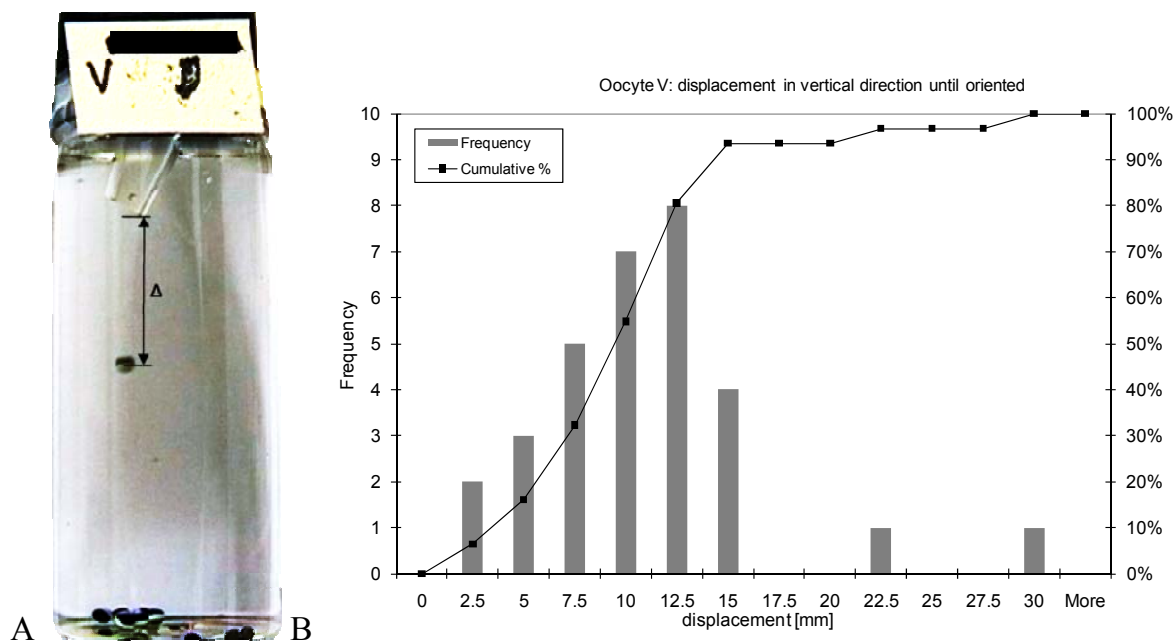 V
Δ
A
B
Oocyte V: displacement in vertical direction until oriented
Frequency
Cumulative %
10
9
8
7
6
5
4
3
2
1
0
100%
90%
80%
70%
60%
50%
40%
30%
20%
10%
0%
Frequency
0 2.5 5 7.5 10 12.5 15 17.5 20 22.5 25 27.5 30 More
displacement [mm]